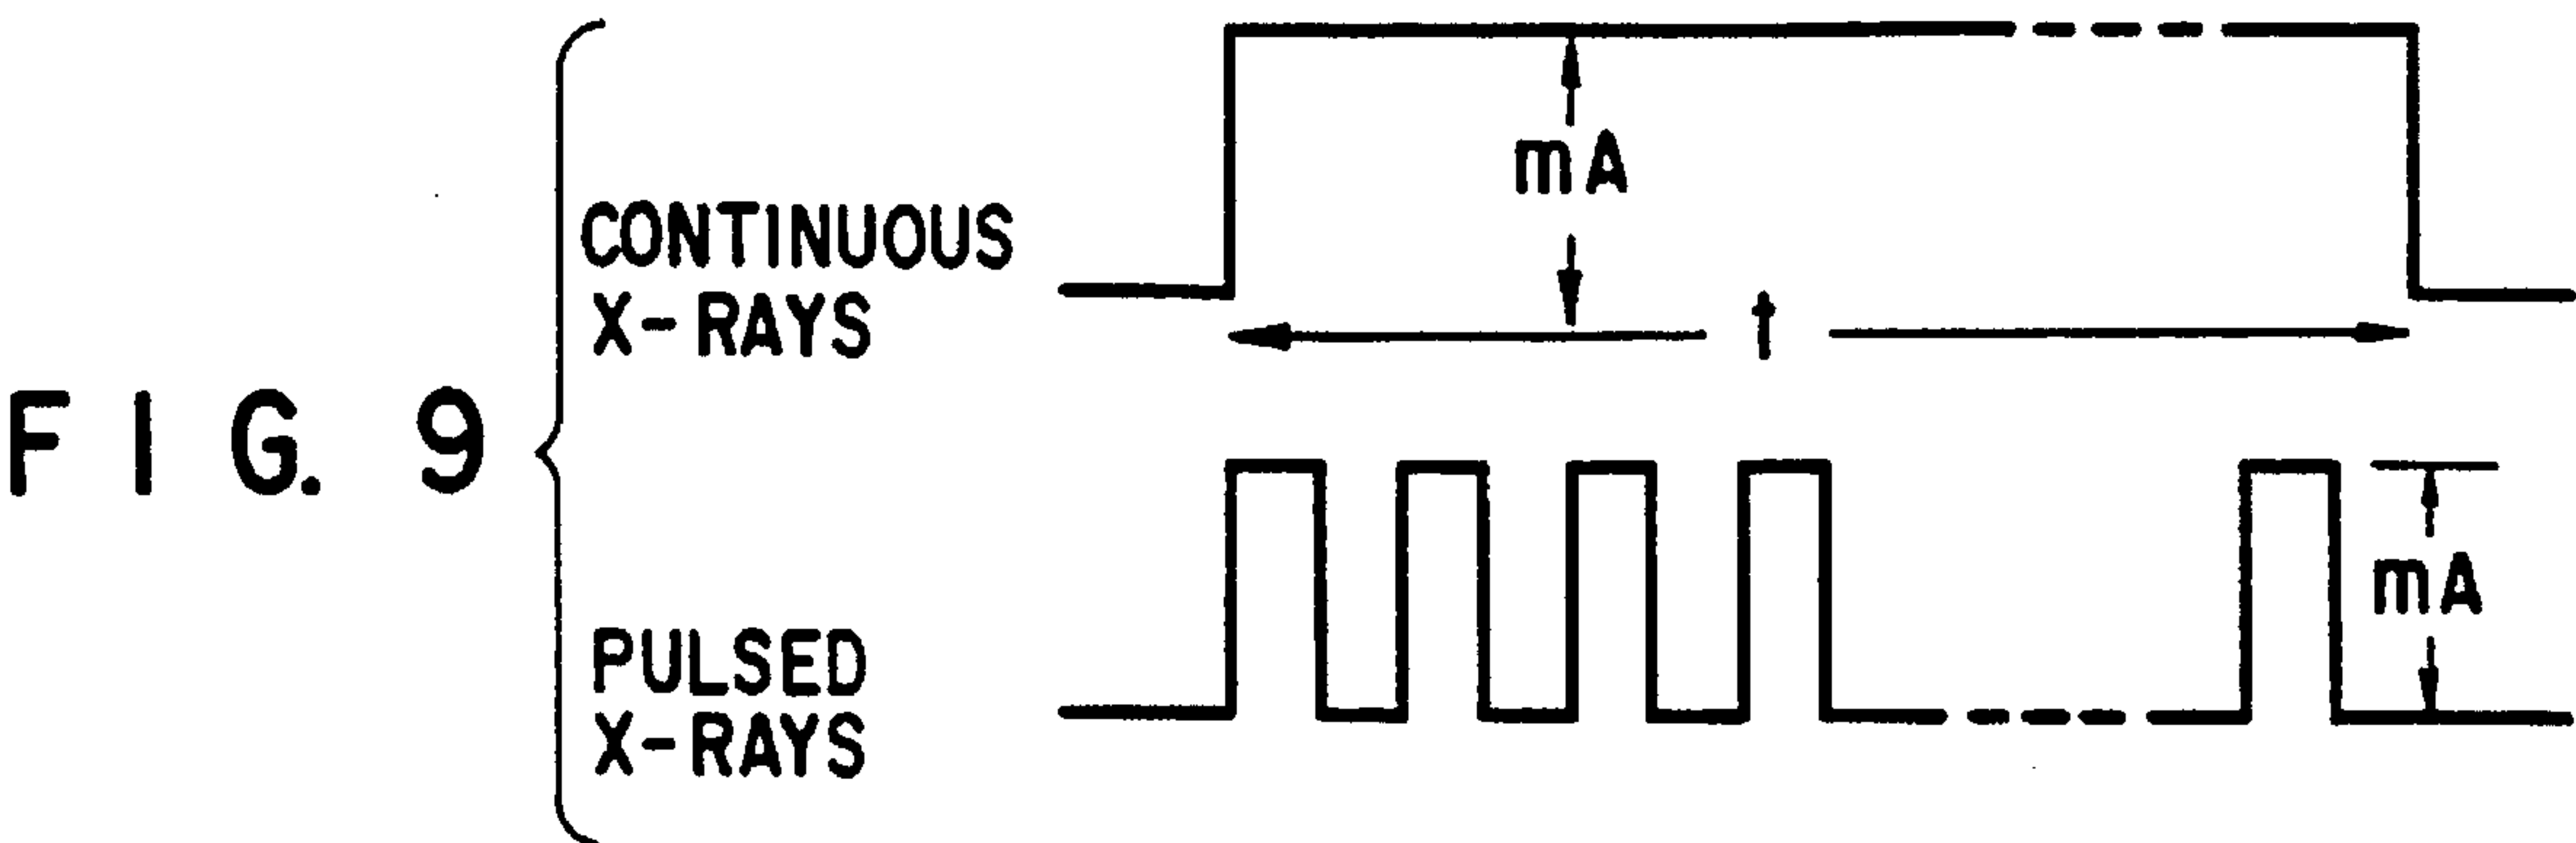 FIG. 9
CONTINUOUS
X-RAYS
mA
t
PULSED
X-RAYS
mA